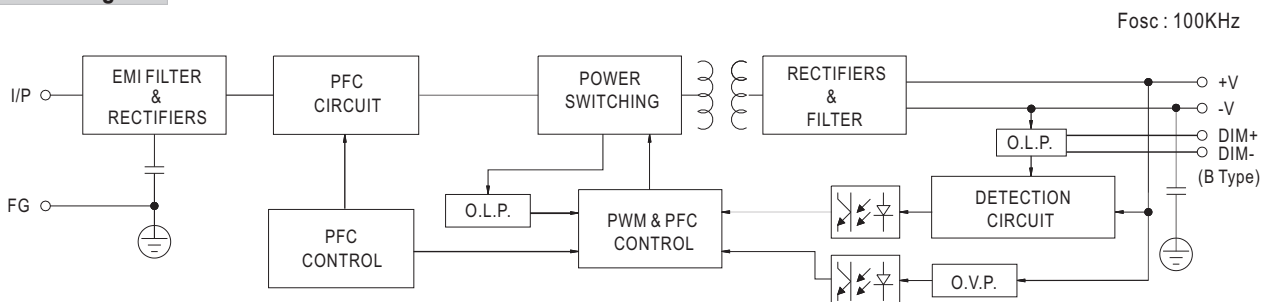 Fosc : 100KHz
I/P
EMI FILTER
&
RECTIFIERS
PFC
CIRCUIT
POWER
SWITCHING
RECTIFIERS
&
FILTER
+V
-V
DIM+
DIM-
(B Type)
O.L.P.
DETECTION
CIRCUIT
FG
O.L.P.
PFC
CONTROL
PWM & PFC
CONTROL
O.V.P.